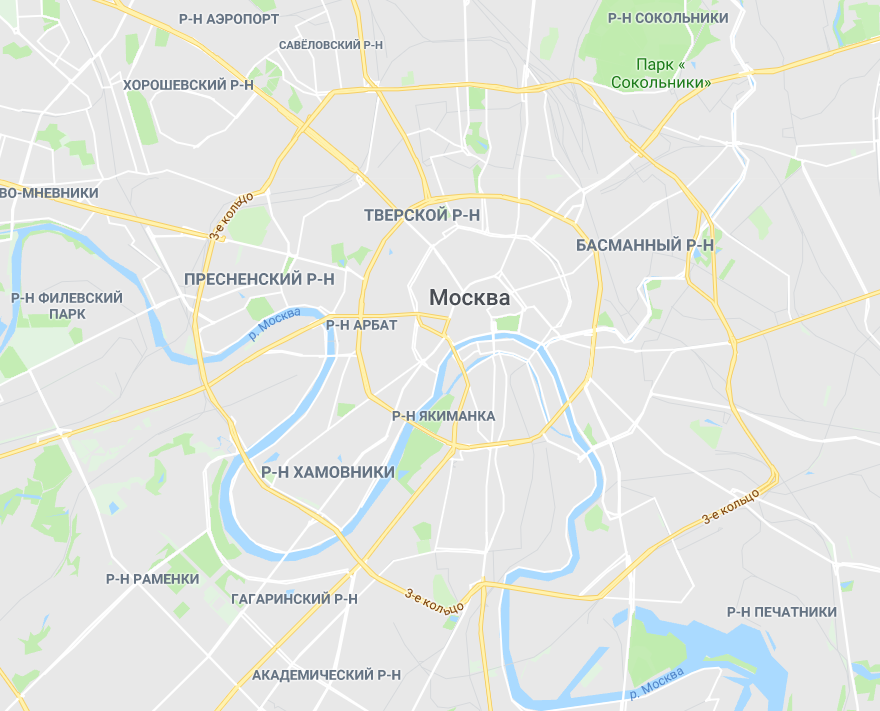 Р-Н АЭРОПОРТ
Р-Н СОКОЛЬНИКИ
САВЁЛОВСКИЙ Р-Н
Парк «
Сокольники»
ХОРОШЕВСКИЙ Р-Н
ВО-МНЕВНИКИ
3-е кольцо
ТВЕРСКОЙ Р-Н
БАСМАННЫЙ Р-Н
ПРЕСНЕНСКИЙ Р-Н
Москва
Р-Н ФИЛЕВСКИЙ
ПАРК
р. Москва
Р-Н АРБАТ
Р-Н ЯКИМАНКА
Р-Н ХАМОВНИКИ
3-е кольцо
Р-Н РАМЕНКИ
ГАГАРИНСКИЙ Р-Н
3-е кольцо
Р-Н ПЕЧАТНИКИ
АКАДЕМИЧЕСКИЙ Р-Н
р. Москва